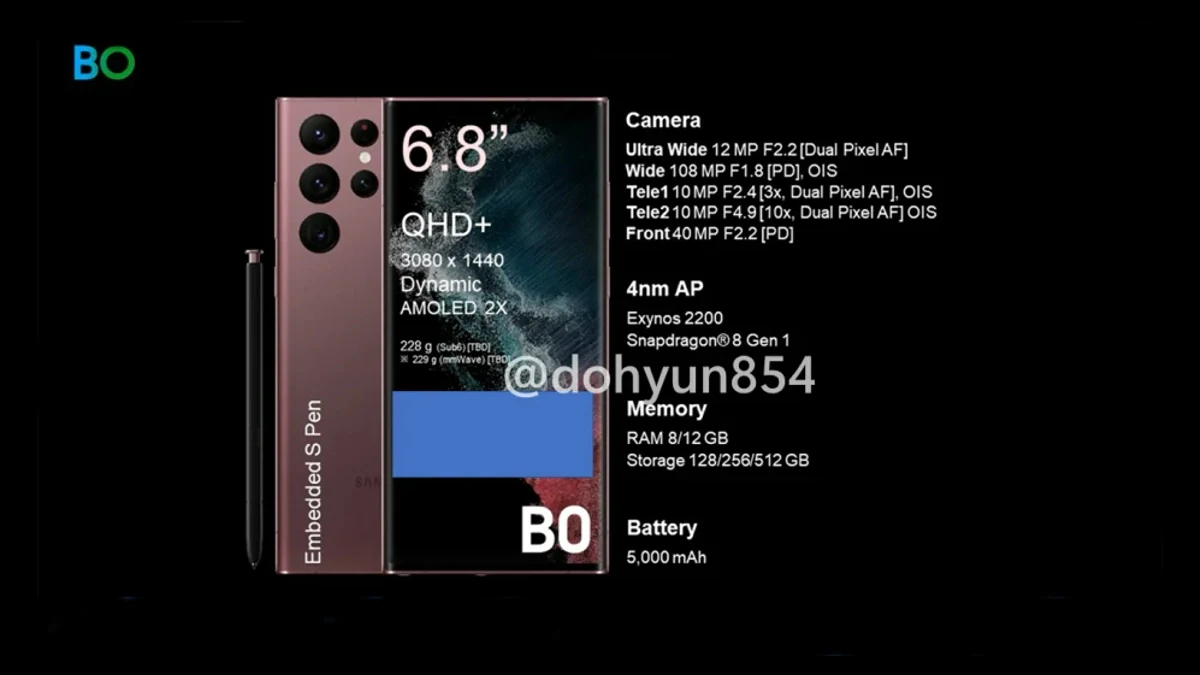 BO
6.8”
QHD+
3080 x 1440
Dynamic
AMOLED 2X
228 g (Sub6) [TBD]
※ 229 g (mmWave) [TBD]
Embedded S Pen
SAM
BO
Camera
Ultra Wide 12 MP F2.2 [Dual Pixel AF]
Wide 108 MP F1.8 [PD], OIS
Tele1 10 MP F2.4 [3x, Dual Pixel AF], OIS
Tele2 10 MP F4.9 [10x, Dual Pixel AF] OIS
Front 40 MP F2.2 [PD]
4nm AP
Exynos 2200
Snapdragon® 8 Gen 1
@dohyun854
Memory
RAM 8/12 GB
Storage 128/256/512 GB
Battery
5,000 mAh